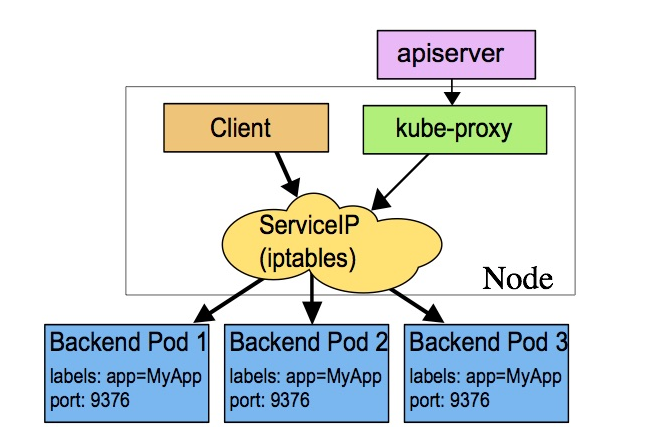 apiserver
Client
kube-proxy
ServiceIP
(iptables)
Node
Backend Pod 1
labels: app=MyApp
port: 9376
Backend Pod 2
labels: app=MyApp
port: 9376
Backend Pod 3
labels: app=MyApp
port: 9376